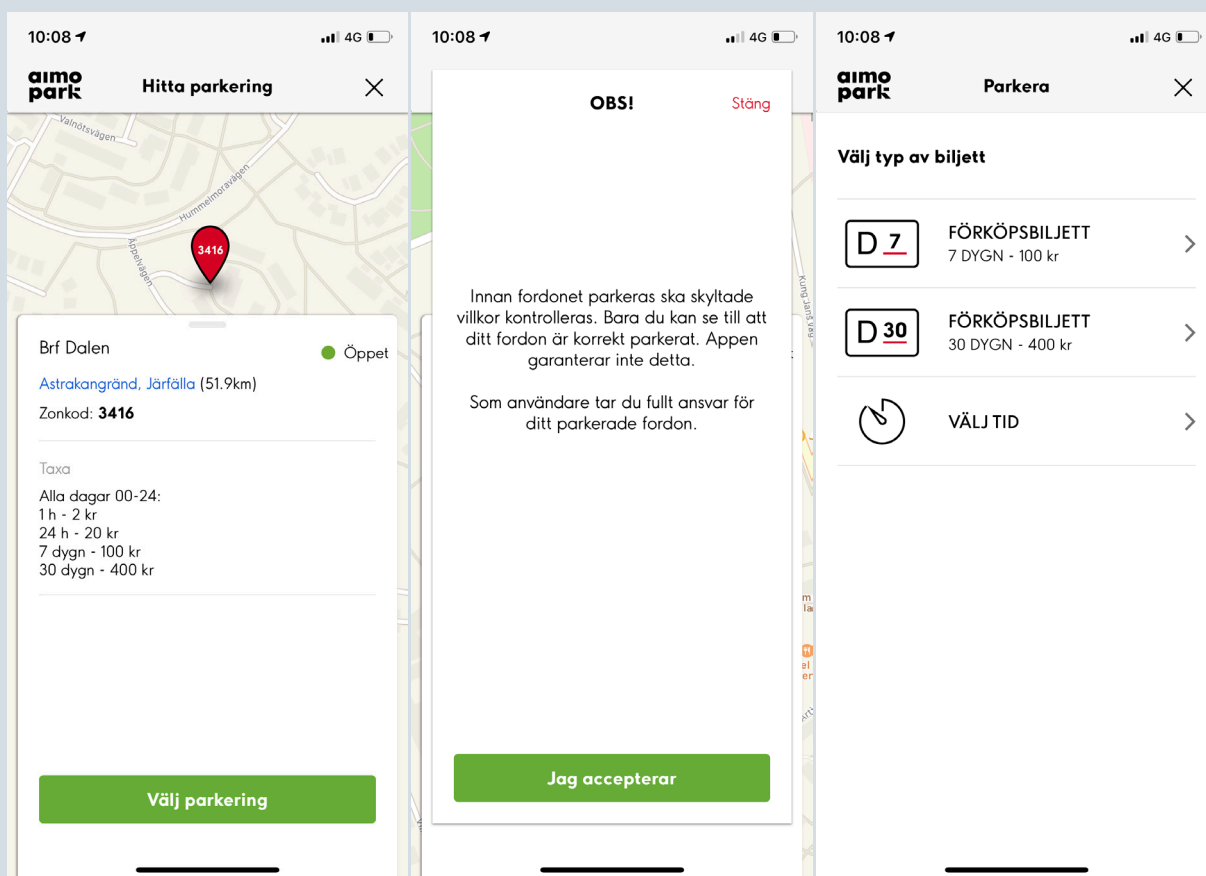 10:08
4G
aimo
park
Hitta parkering
Valnötsvägen
Hummelmoravägen
Äppelvägen
3416
Brf Dalen
Öppet
Astrakangränd, Järfälla (51.9km)
Zonkod: 3416
Taxa
Alla dagar 00-24:
1 h - 2 kr
24 h - 20 kr
7 dygn - 100 kr
30 dygn - 400 kr
Välj parkering
10:08
4G
OBS!
Stäng
Innan fordonet parkeras ska skyltade
villkor kontrolleras. Bara du kan se till att
ditt fordon är korrekt parkerat. Appen
garanterar inte detta.
Som användare tar du fullt ansvar för
ditt parkerade fordon.
Kung Jans väg
Jag accepterar
10:08
4G
aimo
park
Parkera
Välj typ av biljett
D 7
FÖRKÖPSBILJETT
7 DYGN - 100 kr
D 30
FÖRKÖPSBILJETT
30 DYGN - 400 kr
VÄLJ TID